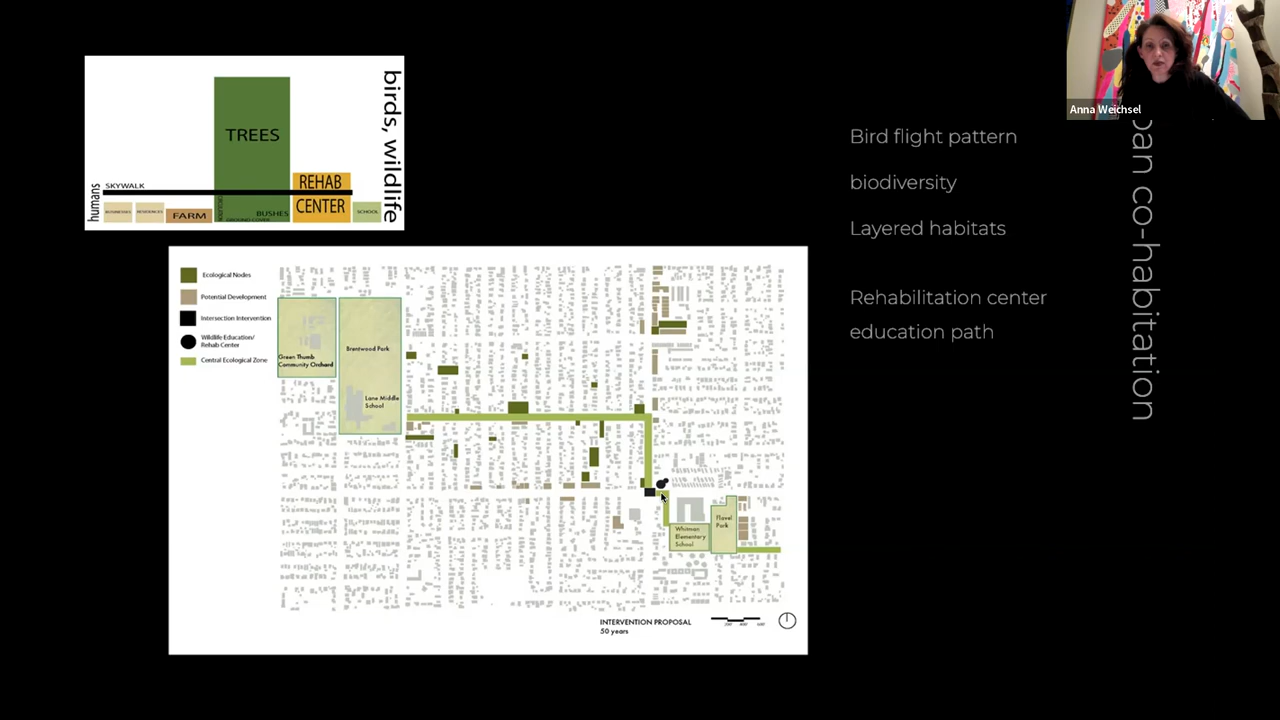 TREES
SKYWALK
REHAB
CENTER
FARM
BUSHES
SCHOOL
humans
birds, wildlife
Ecological Nodes
Potential Development
Intersection Intervention
Wildlife Education/
Rehab Center
Central Ecological Zone
Green Thumb
Community Orchard
Brentwood Park
Lane Middle
School
Whitman
Elementary
School
Flavel
Park
INTERVENTION PROPOSAL
50 years
Bird flight pattern
biodiversity
Layered habitats
Rehabilitation center
education path
co-habitation
Anna Weichsel